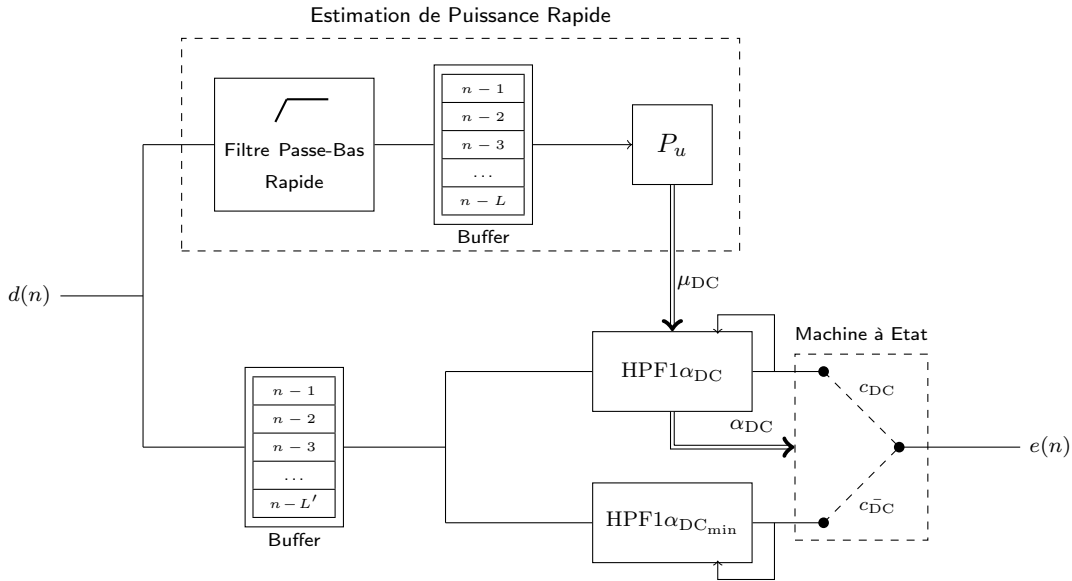 Estimation de Puissance Rapide
Filtre Passe-Bas
Rapide
n − 1
n − 2
n − 3
...
n − L
Buffer
P_u
μ_DC
d(n)
n − 1
n − 2
n − 3
...
n − L′
Buffer
HPF1α_DC
α_DC
HPF1α_DC_min
Machine à Etat
c_DC
c_D̄C
e(n)